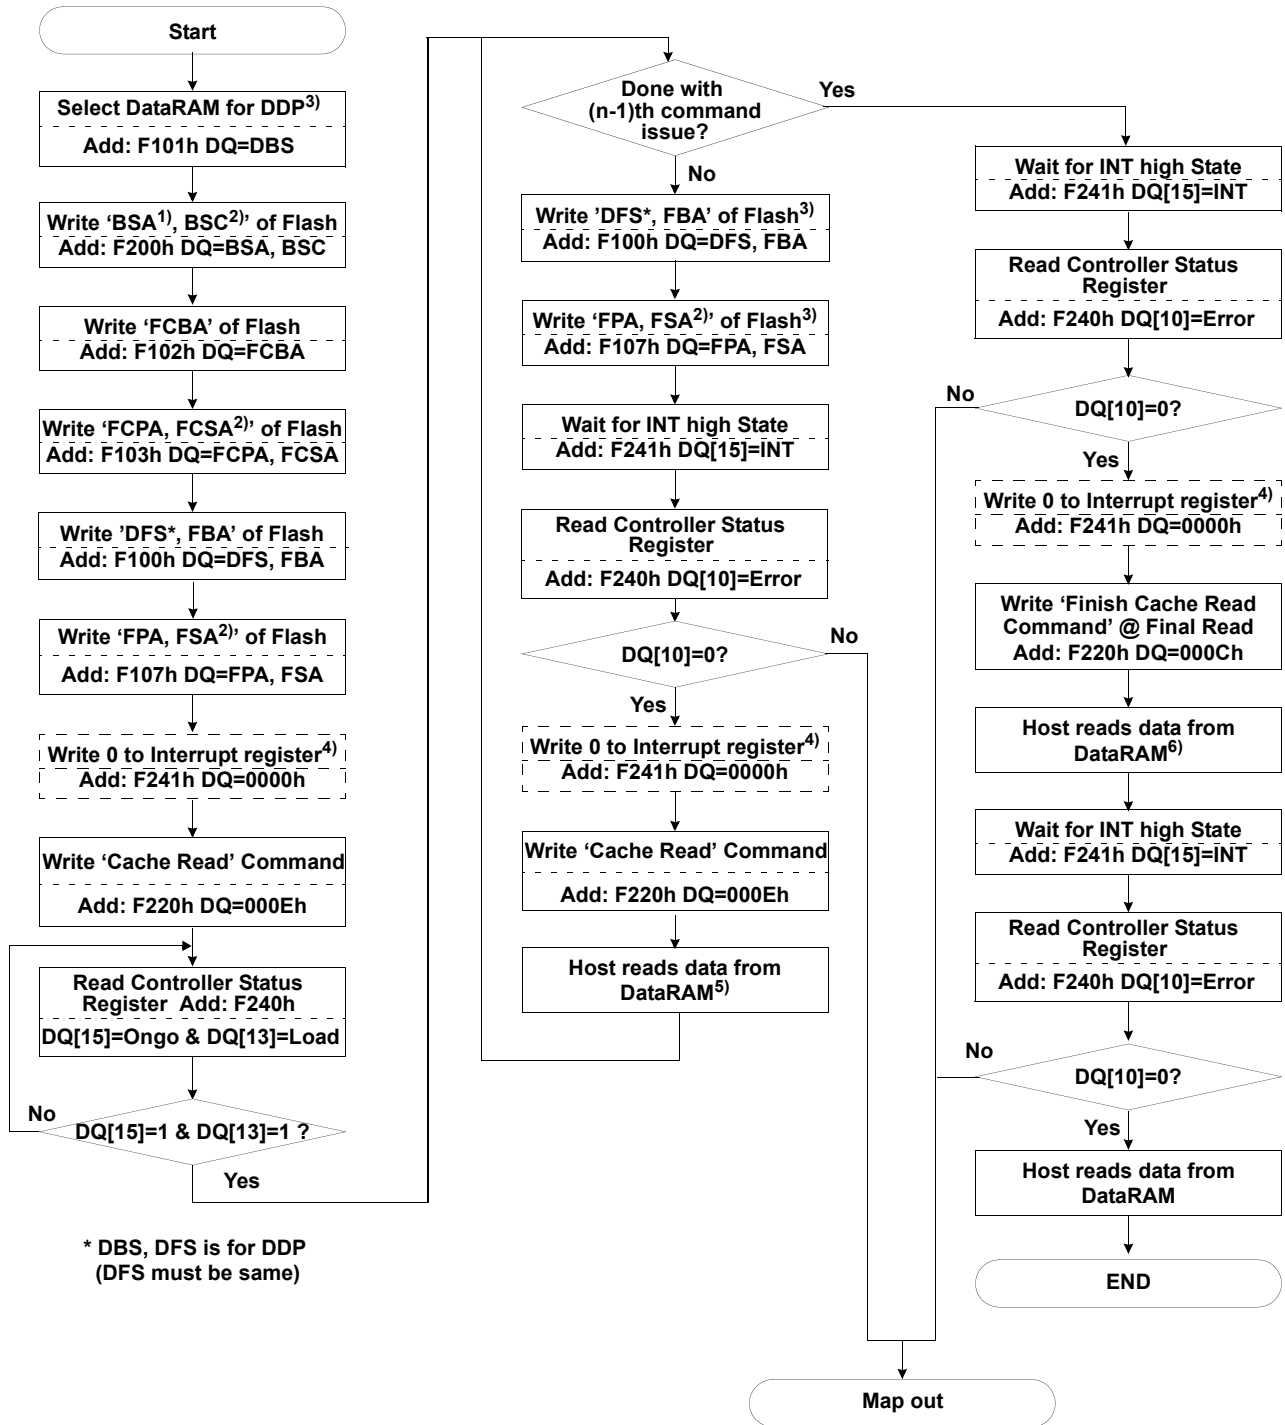 Start
Select DataRAM for DDP3)
Add: F101h DQ=DBS
Write ‘BSA1), BSC2)’ of Flash
Add: F200h DQ=BSA, BSC
Write ‘FCBA’ of Flash
Add: F102h DQ=FCBA
Write ‘FCPA, FCSA2)’ of Flash
Add: F103h DQ=FCPA, FCSA
Write ’DFS*, FBA’ of Flash
Add: F100h DQ=DFS, FBA
Write ‘FPA, FSA2)’ of Flash
Add: F107h DQ=FPA, FSA
Write 0 to Interrupt register4)
Add: F241h DQ=0000h
Write ‘Cache Read’ Command
Add: F220h DQ=000Eh
Read Controller Status
Register Add: F240h
DQ[15]=Ongo & DQ[13]=Load
No
DQ[15]=1 & DQ[13]=1 ?
Yes
* DBS, DFS is for DDP
(DFS must be same)
Done with
(n-1)th command
issue?
Yes
No
Write ’DFS*, FBA’ of Flash3)
Add: F100h DQ=DFS, FBA
Write ‘FPA, FSA2)’ of Flash3)
Add: F107h DQ=FPA, FSA
Wait for INT high State
Add: F241h DQ[15]=INT
Read Controller Status
Register
Add: F240h DQ[10]=Error
No
DQ[10]=0?
Yes
Write 0 to Interrupt register4)
Add: F241h DQ=0000h
Write ‘Cache Read’ Command
Add: F220h DQ=000Eh
Host reads data from
DataRAM5)
Wait for INT high State
Add: F241h DQ[15]=INT
Read Controller Status
Register
Add: F240h DQ[10]=Error
No
DQ[10]=0?
Yes
Write 0 to Interrupt register4)
Add: F241h DQ=0000h
Write ‘Finish Cache Read
Command’ @ Final Read
Add: F220h DQ=000Ch
Host reads data from
DataRAM6)
Wait for INT high State
Add: F241h DQ[15]=INT
Read Controller Status
Register
Add: F240h DQ[10]=Error
No
DQ[10]=0?
Yes
Host reads data from
DataRAM
END
Map out